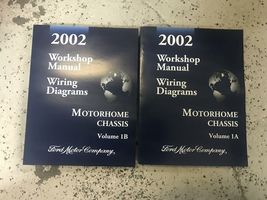 2002
Workshop
Manual
Wiring
Diagrams
MOTORHOME
CHASSIS
Volume 1B
Ford Motor Company
2002
Workshop
Manual
Wiring
Diagrams
MOTORHOME
CHASSIS
Volume 1A
Ford Motor Company